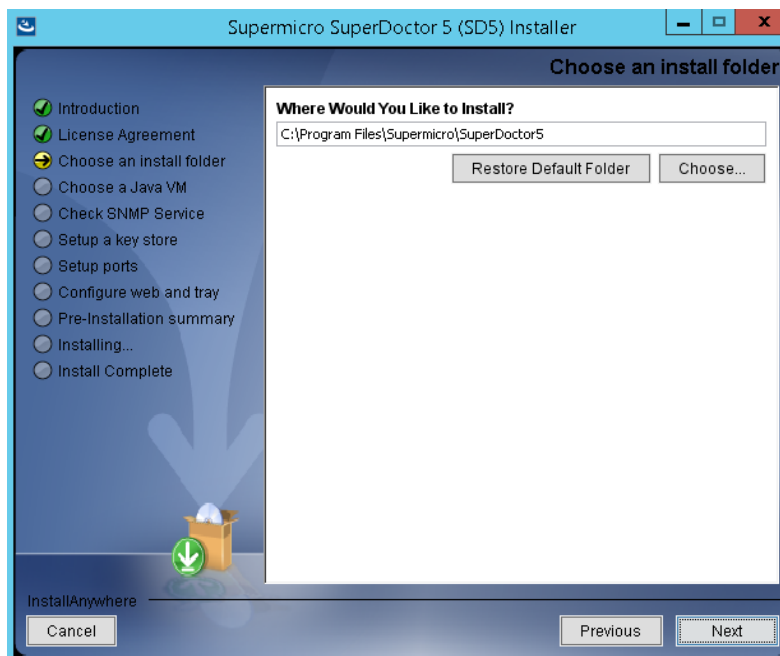 Supermicro SuperDoctor 5 (SD5) Installer
Choose an install folder
Introduction
License Agreement
Choose an install folder
Choose a Java VM
Check SNMP Service
Setup a key store
Setup ports
Configure web and tray
Pre-Installation summary
Installing...
Install Complete
Where Would You Like to Install?
C:\Program Files\Supermicro\SuperDoctor5
Restore Default Folder
Choose...
InstallAnywhere
Cancel
Previous
Next